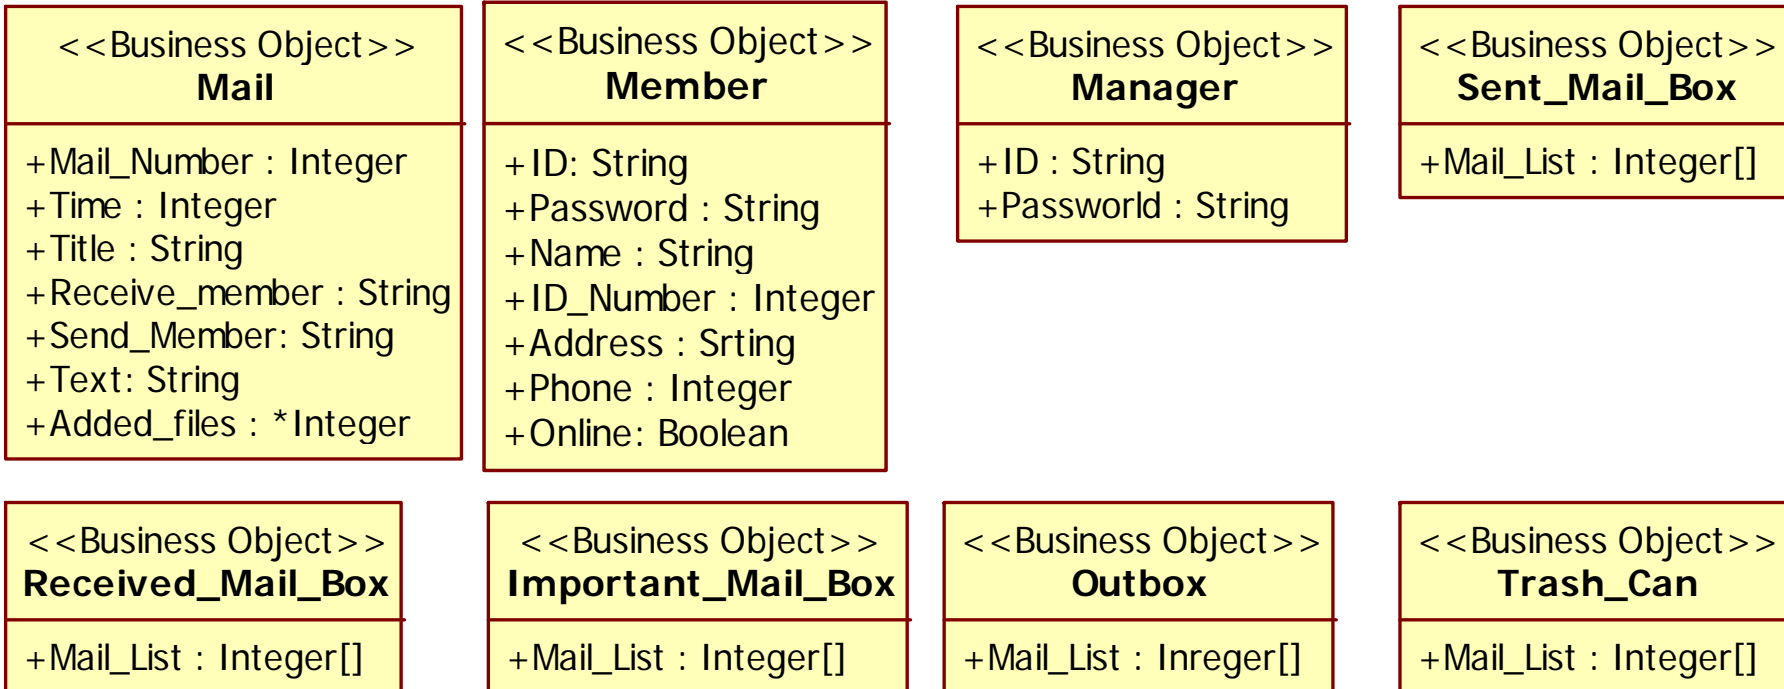 <<Business Object>>
Mail
+Mail_Number : Integer
+Time : Integer
+Title : String
+Receive_member : String
+Send_Member: String
+Text: String
+Added_files : *Integer
<<Business Object>>
Member
+ID: String
+Password : String
+Name : String
+ID_Number : Integer
+Address : Srting
+Phone : Integer
+Online: Boolean
<<Business Object>>
Manager
+ID : String
+Passworld : String
<<Business Object>>
Sent_Mail_Box
+Mail_List : Integer[]
<<Business Object>>
Received_Mail_Box
+Mail_List : Integer[]
<<Business Object>>
Important_Mail_Box
+Mail_List : Integer[]
<<Business Object>>
Outbox
+Mail_List : Inreger[]
<<Business Object>>
Trash_Can
+Mail_List : Integer[]